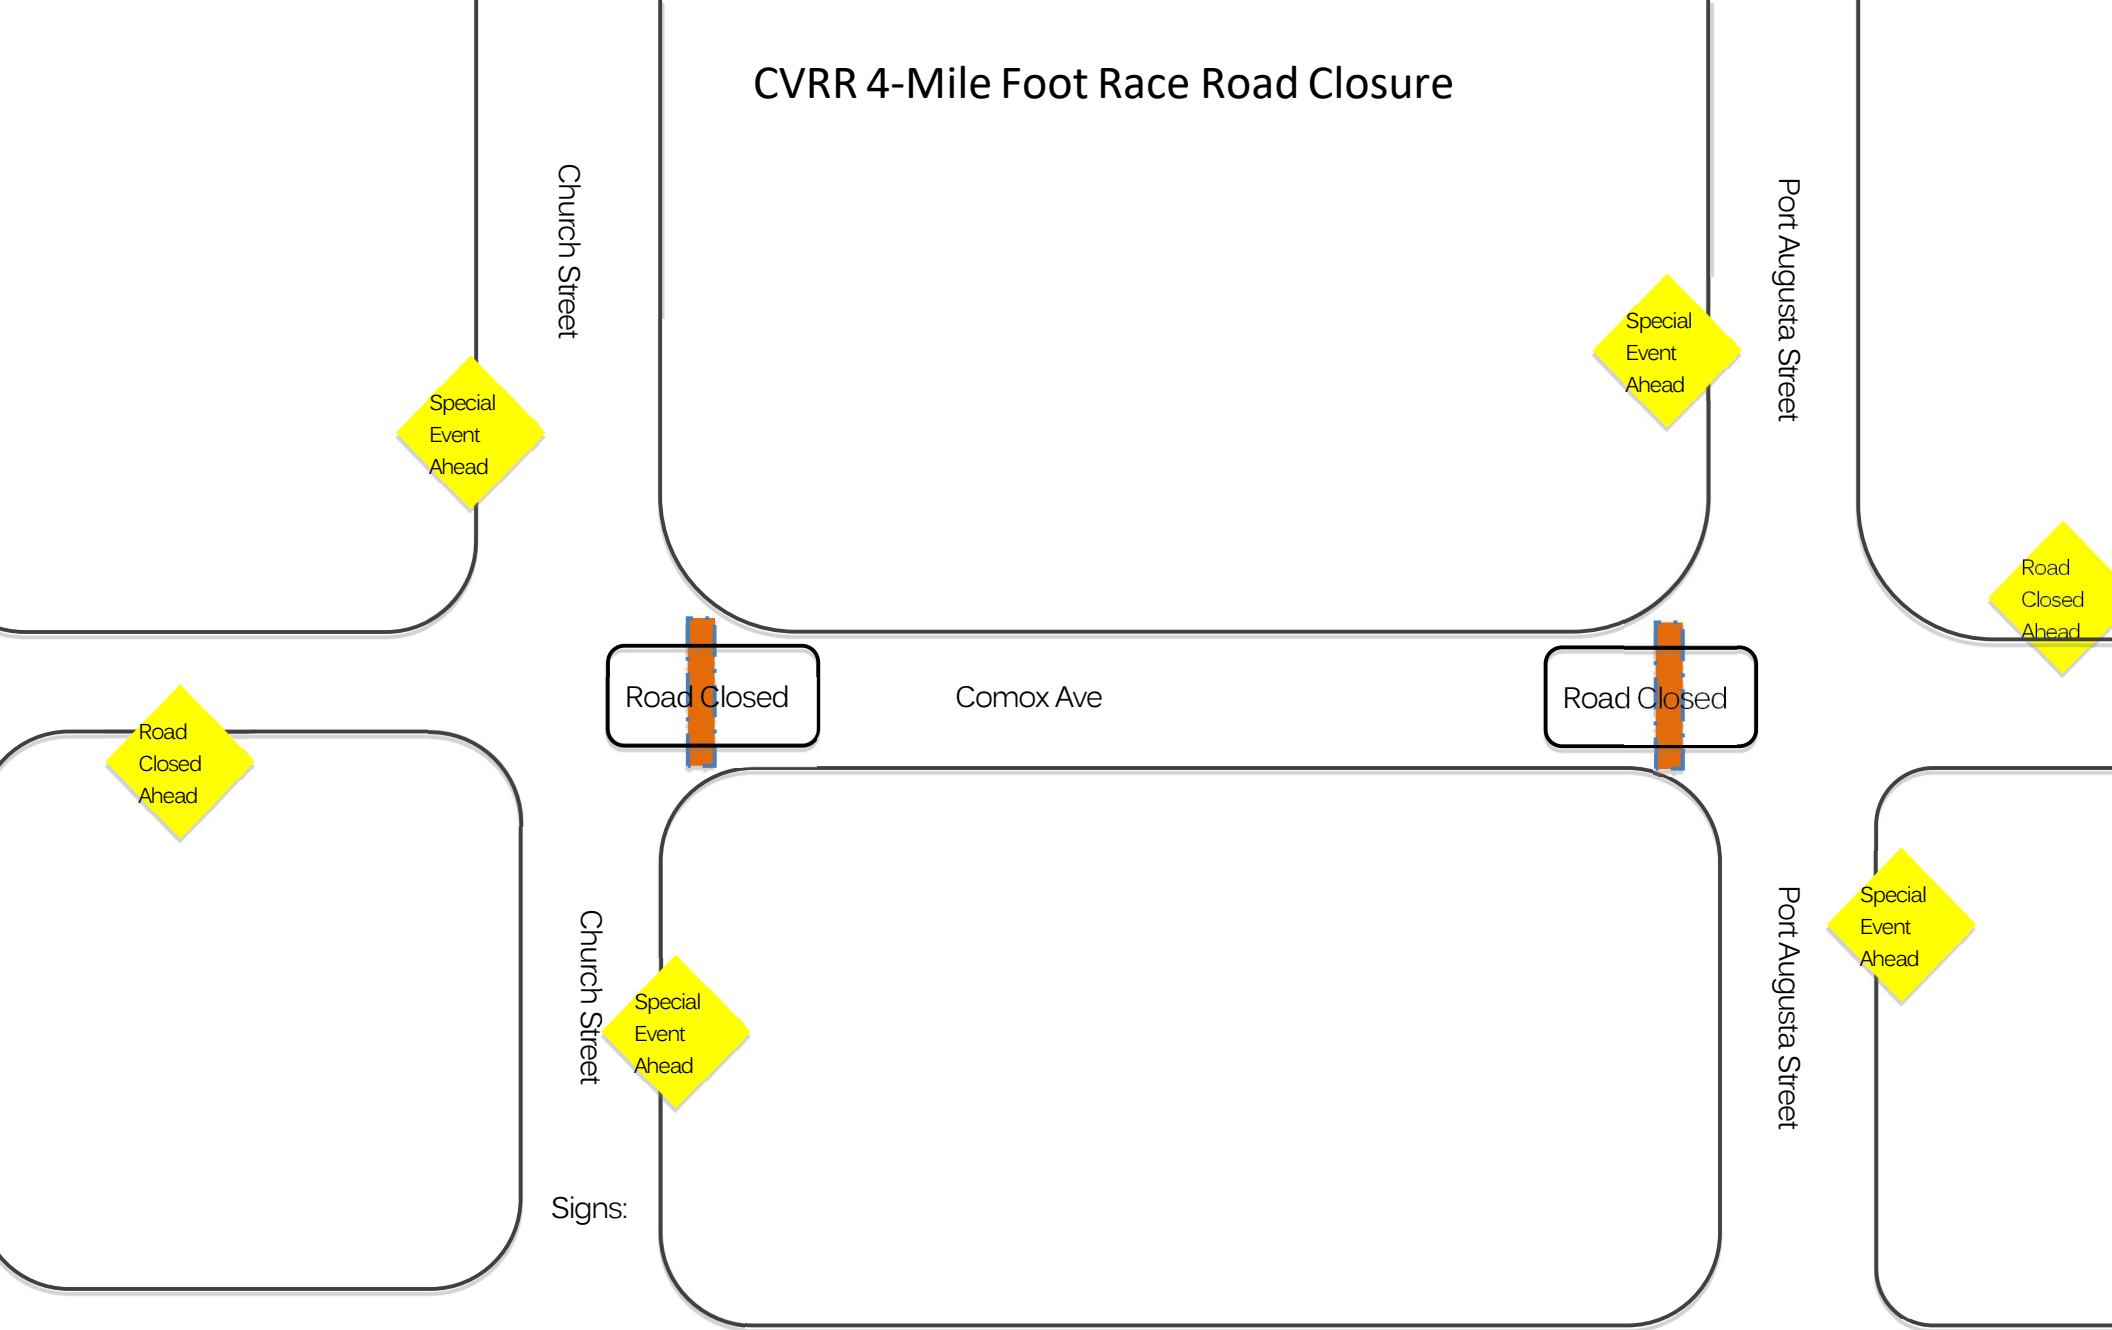 CVRR 4-Mile Foot Race Road Closure
Church Street
Port Augusta Street
Special
Event
Ahead
Special
Event
Ahead
Road
Closed
Ahead
Road Closed
Comox Ave
Road Closed
Road
Closed
Ahead
Church Street
Special
Event
Ahead
Port Augusta Street
Special
Event
Ahead
Signs: